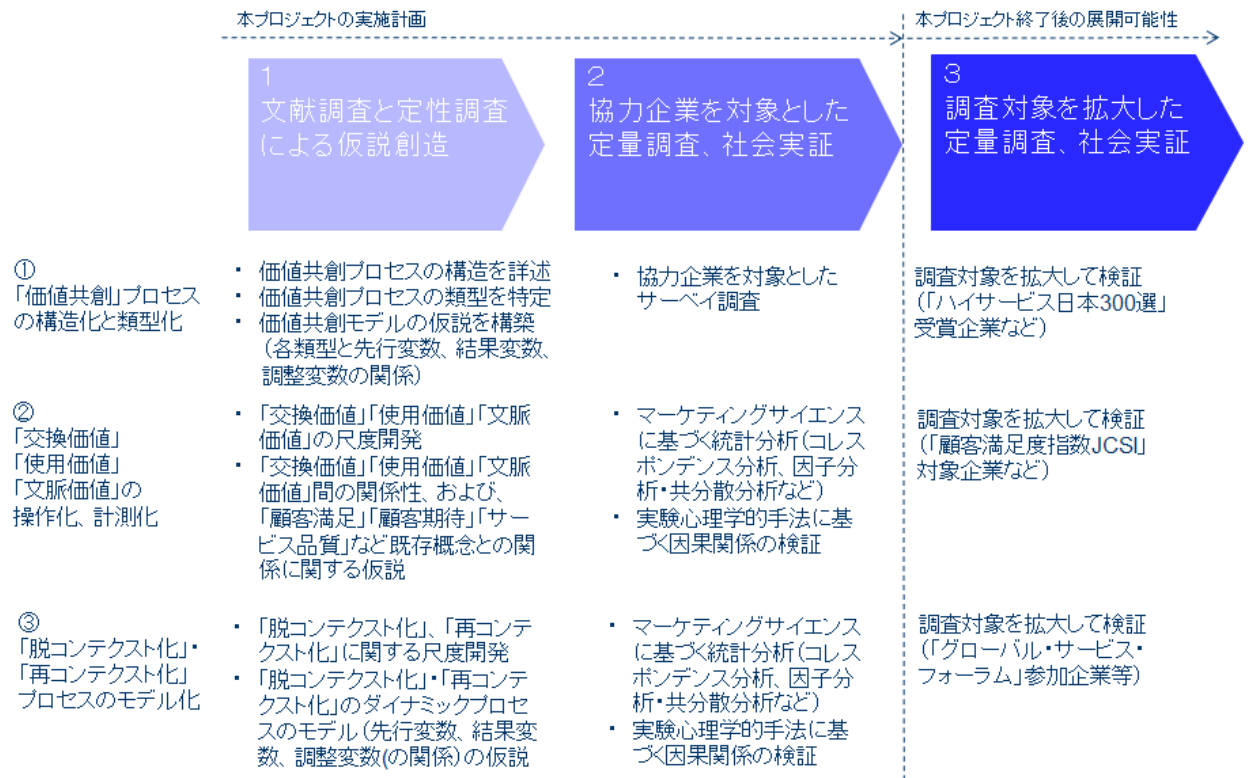 本プロジェクトの実施計画
本プロジェクト終了後の展開可能性
1
文献調査と定性調査
による仮説創造
2
協力企業を対象とした
定量調査、社会実証
3
調査対象を拡大した
定量調査、社会実証
①
「価値共創」プロセス
の構造化と類型化
・ 価値共創プロセスの構造を詳述
・ 価値共創プロセスの類型を特定
・ 価値共創モデルの仮説を構築
（各類型と先行変数、結果変数、
調整変数の関係）
・ 協力企業を対象とした
サーベイ調査
調査対象を拡大して検証
（「ハイサービス日本300選」
受賞企業など）
②
「交換価値」
「使用価値」
「文脈価値」の
操作化、計測化
・ 「交換価値」「使用価値」「文脈
価値」の尺度開発
・ 「交換価値」「使用価値」「文脈
価値」間の関係性、および、
「顧客満足」「顧客期待」「サー
ビス品質」など既存概念との関
係に関する仮説
・ マーケティングサイエンス
に基づく統計分析（コレス
ポンデンス分析、因子分
析・共分散分析など）
・ 実験心理学的手法に基
づく因果関係の検証
調査対象を拡大して検証
（「顧客満足度指数JCSI」
対象企業など）
③
「脱コンテクスト化」・
「再コンテクスト化」
プロセスのモデル化
・ 「脱コンテクスト化」、「再コンテ
クスト化」に関する尺度開発
・ 「脱コンテクスト化」・「再コンテ
クスト化」のダイナミックプロセ
スのモデル（先行変数、結果変
数、調整変数(の関係）の仮説
・ マーケティングサイエンス
に基づく統計分析（コレス
ポンデンス分析、因子分
析・共分散分析など）
・ 実験心理学的手法に基
づく因果関係の検証
調査対象を拡大して検証
（「グローバル・サービス・
フォーラム」参加企業等）